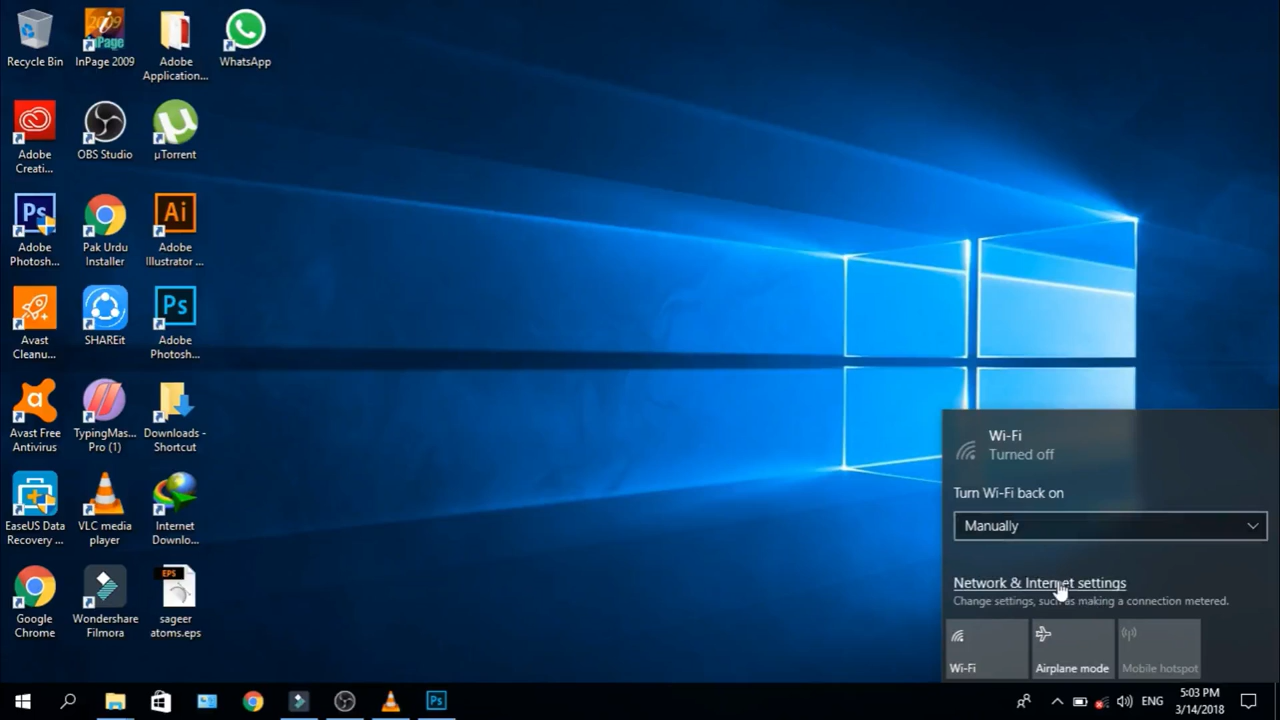 Recycle Bin
InPage 2009
Adobe
Application...
WhatsApp
Adobe
Creati...
OBS Studio
µTorrent
Adobe
Photosh...
Pak Urdu
Installer
Adobe
Illustrator ...
Avast
Cleanu...
SHAREit
Adobe
Photosh...
Avast Free
Antivirus
TypingMas...
Pro (1)
Downloads -
Shortcut
EaseUS Data
Recovery ...
VLC media
player
Internet
Downlo...
Google
Chrome
Wondershare
Filmora
EPS
sageer
atoms.eps
Wi-Fi
Turned off
Turn Wi-Fi back on
Manually
Network & Internet settings
Change settings, such as making a connection metered.
Wi-Fi
Airplane mode
Mobile hotspot
ENG
5:03 PM
3/14/2018